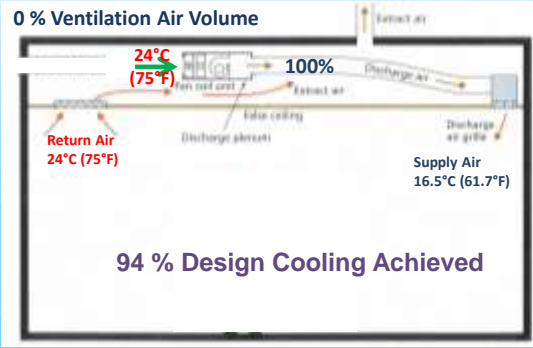 0 % Ventilation Air Volume
Extract air
24°C
(75°F)
Fan coil unit
100%
Discharge air
Extract air
False ceiling
Discharge plenum
Discharge
air grille
Return Air
24°C (75°F)
Supply Air
16.5°C (61.7°F)
94 % Design Cooling Achieved